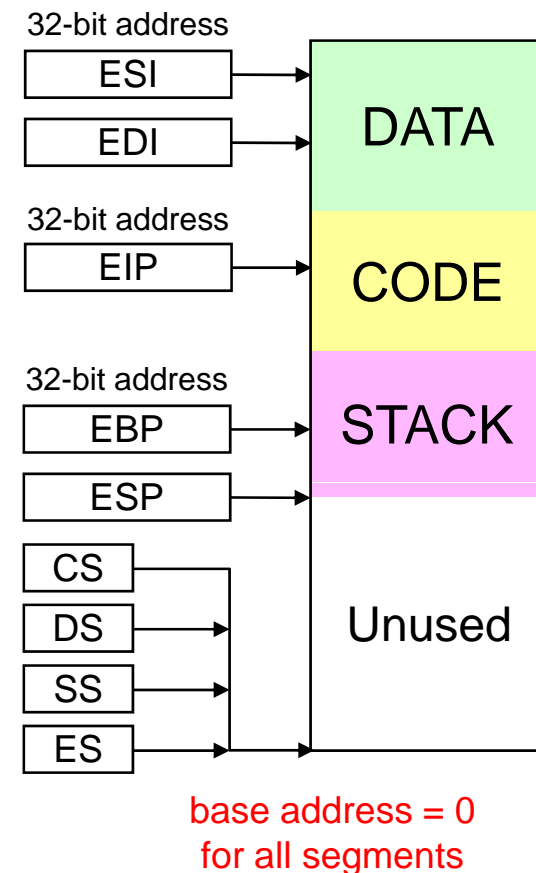 32-bit address
ESI
EDI
DATA
32-bit address
EIP
CODE
32-bit address
EBP
STACK
ESP
CS
DS
Unused
SS
ES
base address = 0
for all segments